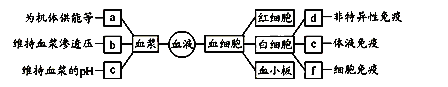 为机体供能等 a 红细胞 d 非特异性免疫
维持血浆渗透压 b 血浆 血液 血细胞 白细胞 e 体液免疫
维持血浆的pH c 血小板 f 细胞免疫